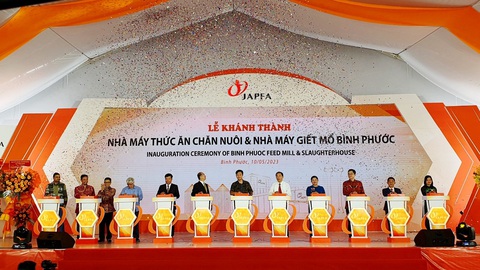 JAPFA
LỄ KHÁNH THÀNH
NHÀ MÁY THỨC ĂN CHĂN NUÔI & NHÀ MÁY GIẾT MỔ BÌNH PHƯỚC
INAUGURATION CEREMONY OF BINH PHUOC FEED MILL & SLAUGHTERHOUSE
Bình Phước, 10/05/2023